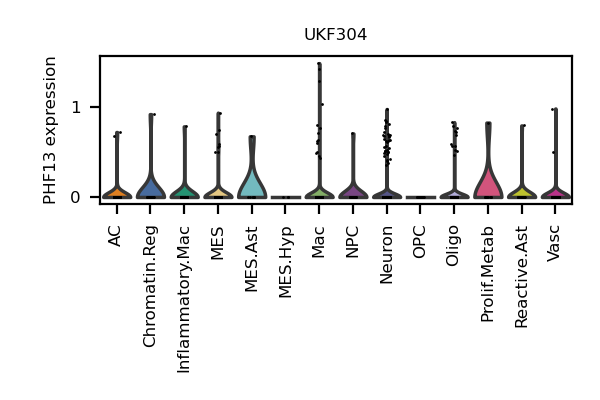 UKF304
PHF13 expression
1
0
AC
Chromatin.Reg
Inflammatory.Mac
MES
MES.Ast
MES.Hyp
Mac
NPC
Neuron
OPC
Oligo
Prolif.Metab
Reactive.Ast
Vasc